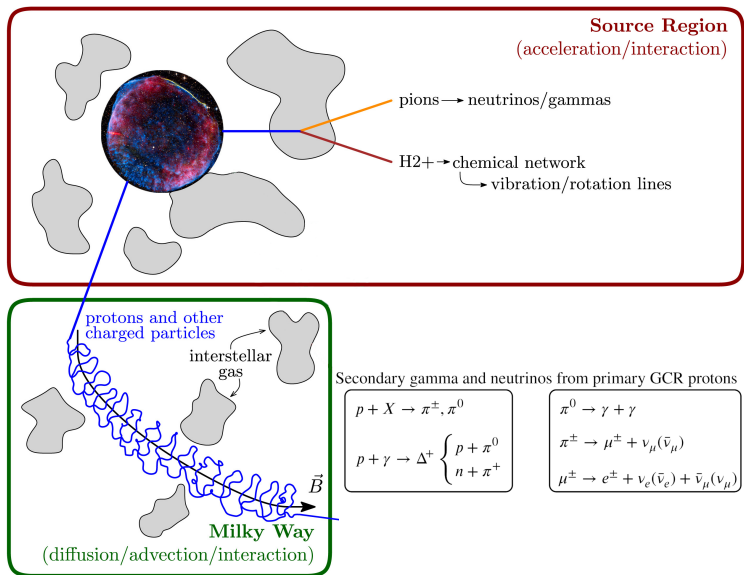 Source Region
(acceleration/interaction)
pions → neutrinos/gammas
H2+ → chemical network
vibration/rotation lines
protons and other
charged particles
interstellar
gas
B⃗
Milky Way
(diffusion/advection/interaction)
Secondary gamma and neutrinos from primary GCR protons
p + X → π±, π⁰
p + γ → Δ⁺ { p + π⁰
n + π⁺
π⁰ → γ + γ
π± → μ± + νμ(ν̄μ)
μ± → e± + νe(ν̄e) + ν̄μ(νμ)